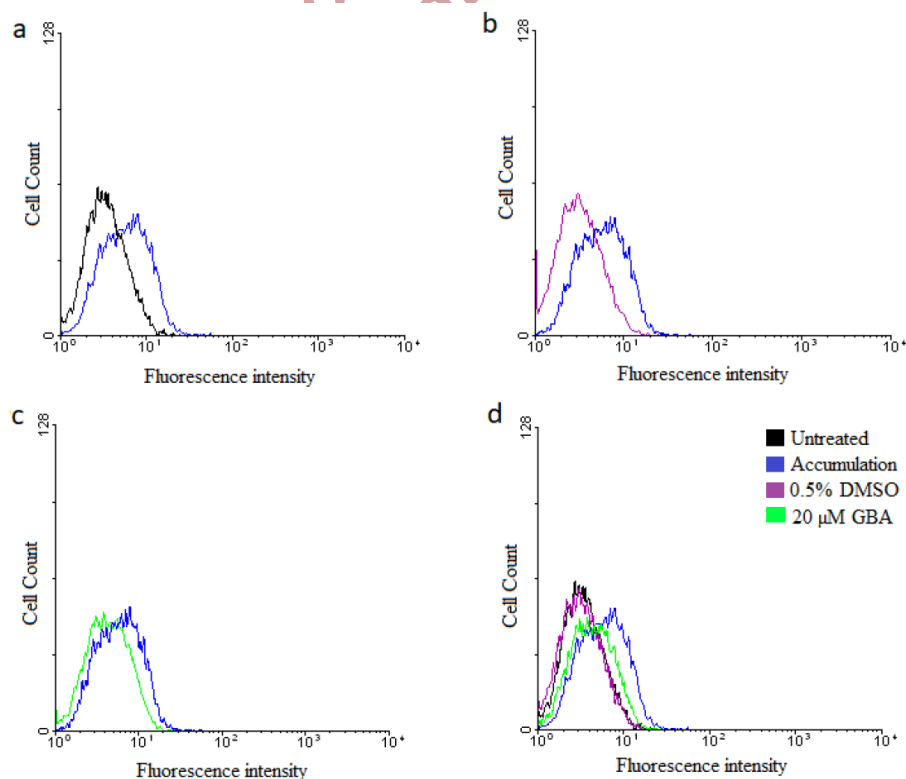 a
128
Cell Count
0
10⁰ 10¹ 10² 10³ 10⁴
Fluorescence intensity
b
128
Cell Count
0
10⁰ 10¹ 10² 10³ 10⁴
Fluorescence intensity
c
128
Cell Count
0
10⁰ 10¹ 10² 10³ 10⁴
Fluorescence intensity
d
128
Untreated
Accumulation
0.5% DMSO
20 µM GBA
Cell Count
0
10⁰ 10¹ 10² 10³ 10⁴
Fluorescence intensity